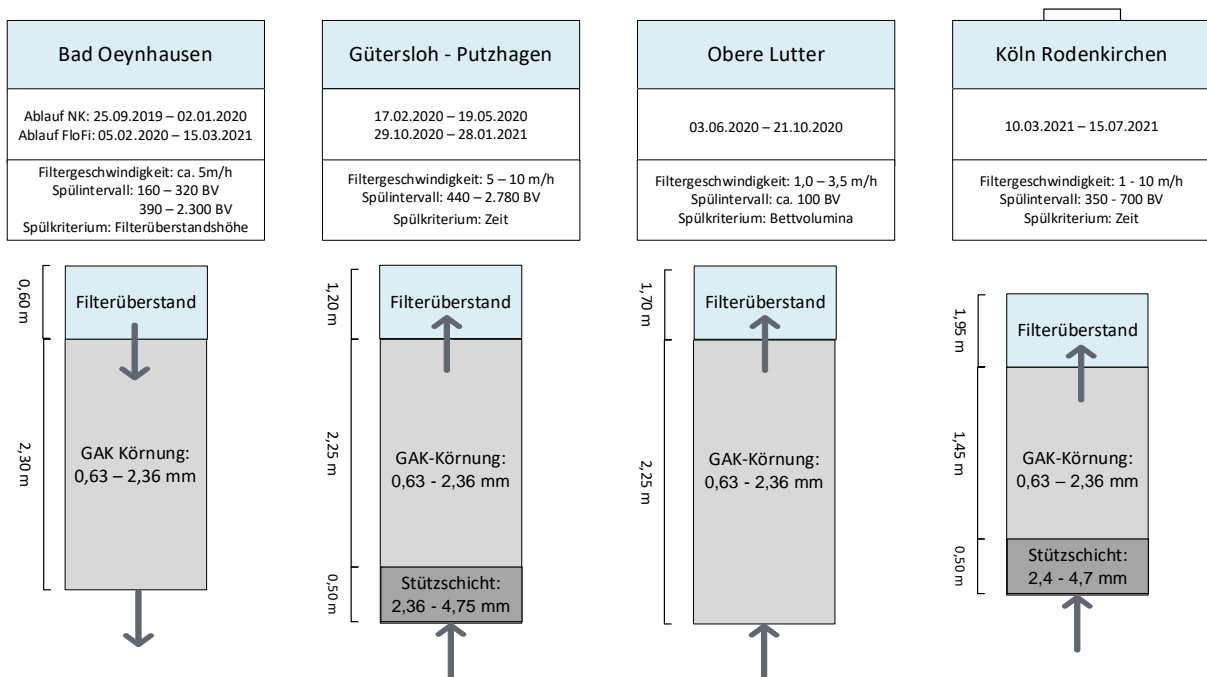 Bad Oeynhausen
Ablauf NK: 25.09.2019 – 02.01.2020
Ablauf FloFi: 05.02.2020 – 15.03.2021
Filtergeschwindigkeit: ca. 5m/h
Spülintervall: 160 – 320 BV
390 – 2.300 BV
Spülkriterium: Filterüberstandshöhe
0,60 m
Filterüberstand
2,30 m
GAK Körnung:
0,63 – 2,36 mm
Gütersloh - Putzhagen
17.02.2020 – 19.05.2020
29.10.2020 – 28.01.2021
Filtergeschwindigkeit: 5 – 10 m/h
Spülintervall: 440 – 2.780 BV
Spülkriterium: Zeit
1,20 m
Filterüberstand
2,25 m
GAK-Körnung:
0,63 - 2,36 mm
0,50 m
Stützschicht:
2,36 - 4,75 mm
Obere Lutter
03.06.2020 – 21.10.2020
Filtergeschwindigkeit: 1,0 – 3,5 m/h
Spülintervall: ca. 100 BV
Spülkriterium: Bettvolumina
1,70 m
Filterüberstand
2,25 m
GAK-Körnung:
0,63 - 2,36 mm
Köln Rodenkirchen
10.03.2021 – 15.07.2021
Filtergeschwindigkeit: 1 - 10 m/h
Spülintervall: 350 - 700 BV
Spülkriterium: Zeit
1,95 m
Filterüberstand
1,45 m
GAK-Körnung:
0,63 – 2,36 mm
0,50 m
Stützschicht:
2,4 - 4,7 mm